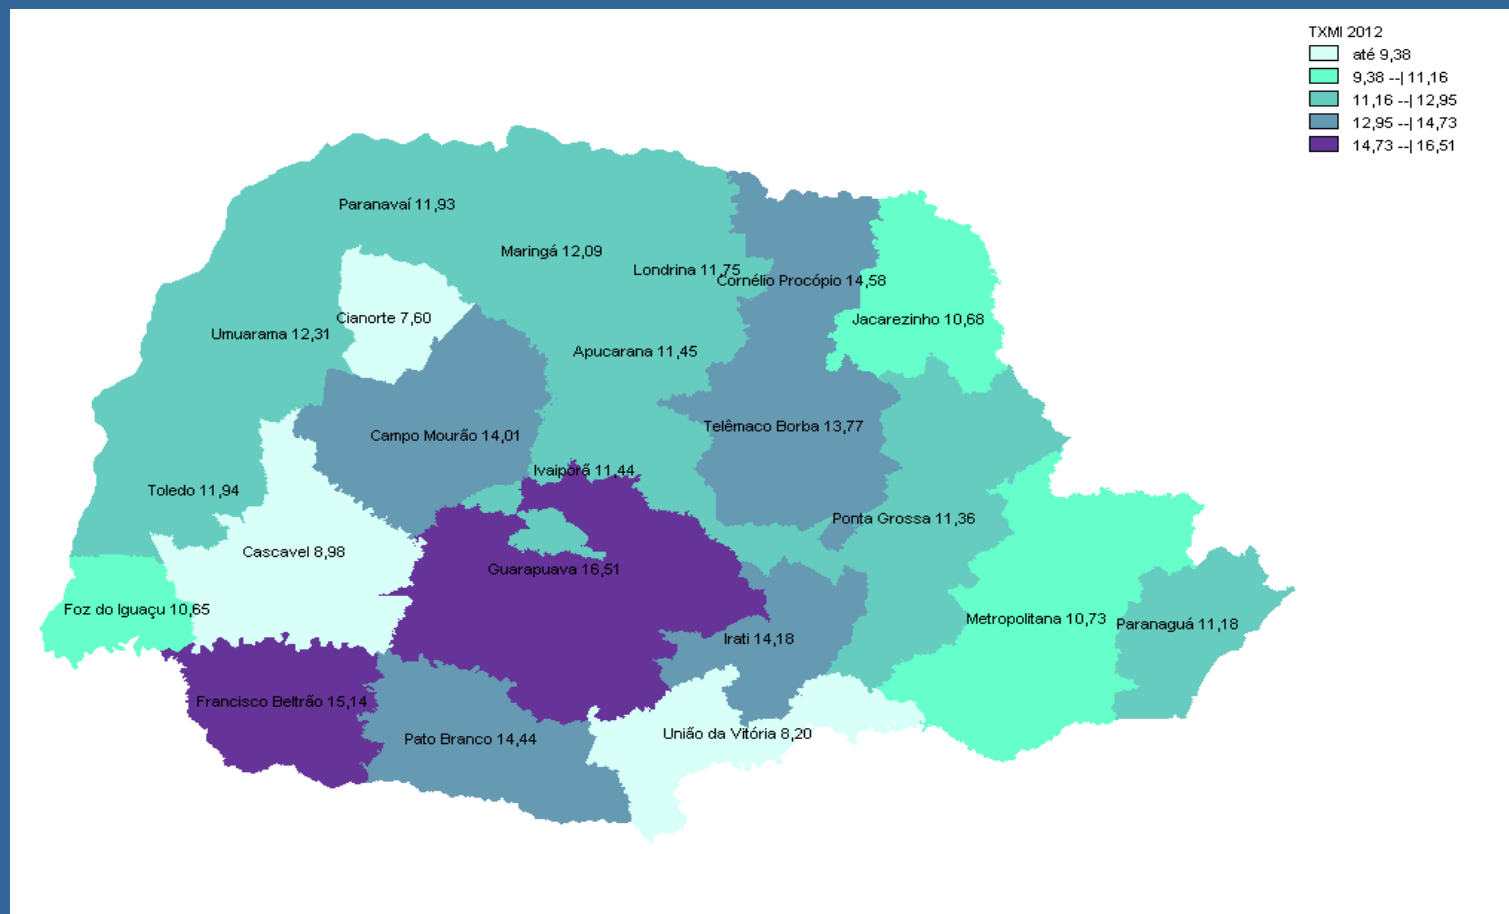 TXMI 2012
até 9,38
9,38 --| 11,16
11,16 --| 12,95
12,95 --| 14,73
14,73 --| 16,51
Paranavaí 11,93
Maringá 12,09
Londrina 11,75
Cornélio Procópio 14,58
Cianorte 7,60
Jacarezinho 10,68
Umuarama 12,31
Apucarana 11,45
Telêmaco Borba 13,77
Campo Mourão 14,01
Ivaiporã 11,44
Toledo 11,94
Ponta Grossa 11,36
Cascavel 8,98
Guarapuava 16,51
Foz do Iguaçu 10,65
Metropolitana 10,73
Paranaguá 11,18
Irati 14,18
Francisco Beltrão 15,14
União da Vitória 8,20
Pato Branco 14,44